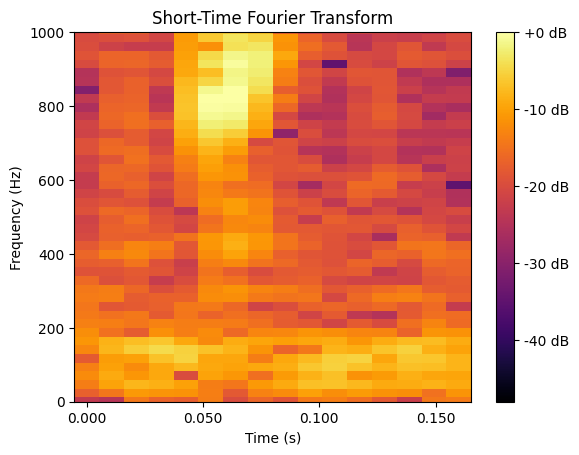 Short-Time Fourier Transform
1000
800
600
400
200
0
Frequency (Hz)
0.000
0.050
0.100
0.150
Time (s)
+0 dB
-10 dB
-20 dB
-30 dB
-40 dB